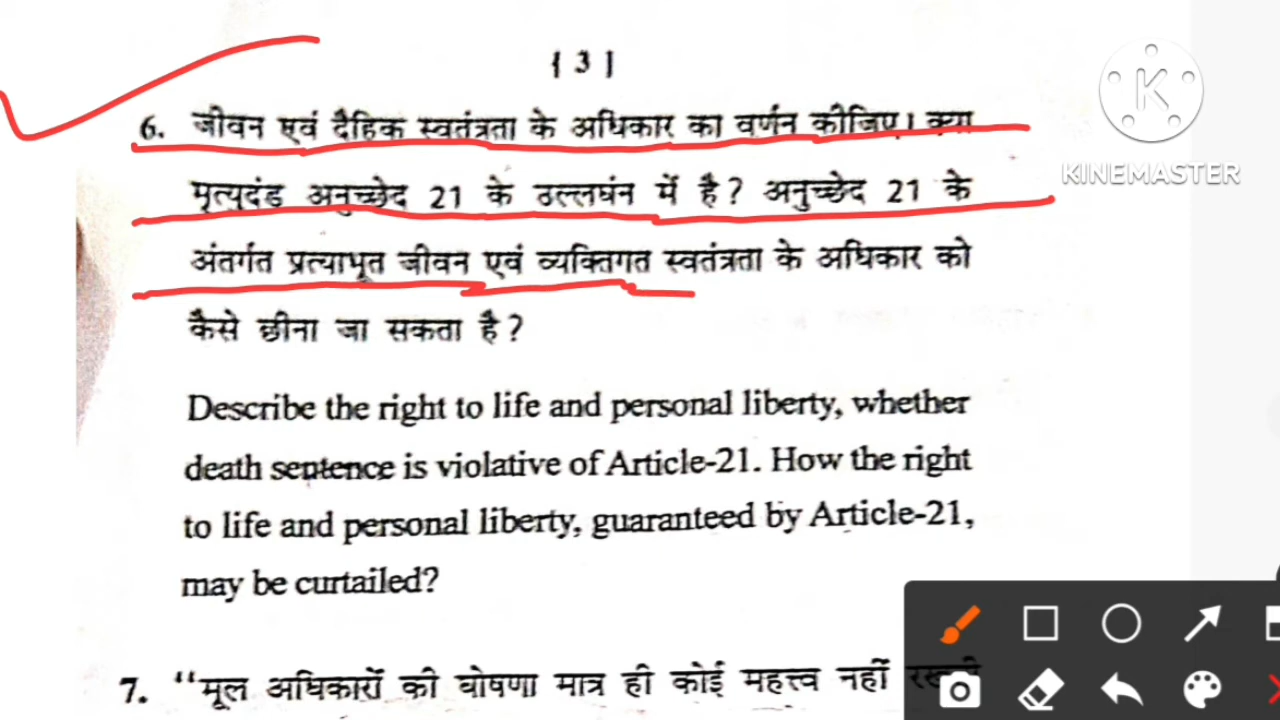 [ 3 ]
6. जीवन एवं दैहिक स्वतंत्रता के अधिकार का वर्णन कीजिए। क्या
मृत्युदंड अनुच्छेद 21 के उल्लघंन में है? अनुच्छेद 21 के
अंतर्गत प्रत्याभूत जीवन एवं व्यक्तिगत स्वतंत्रता के अधिकार को
कैसे छीना जा सकता है?
Describe the right to life and personal liberty, whether
death sentence is violative of Article-21. How the right
to life and personal liberty, guaranteed by Article-21,
may be curtailed?
7. "मूल अधिकारों की घोषणा मात्र ही कोई महत्त्व नहीं
K
KINEMASTER